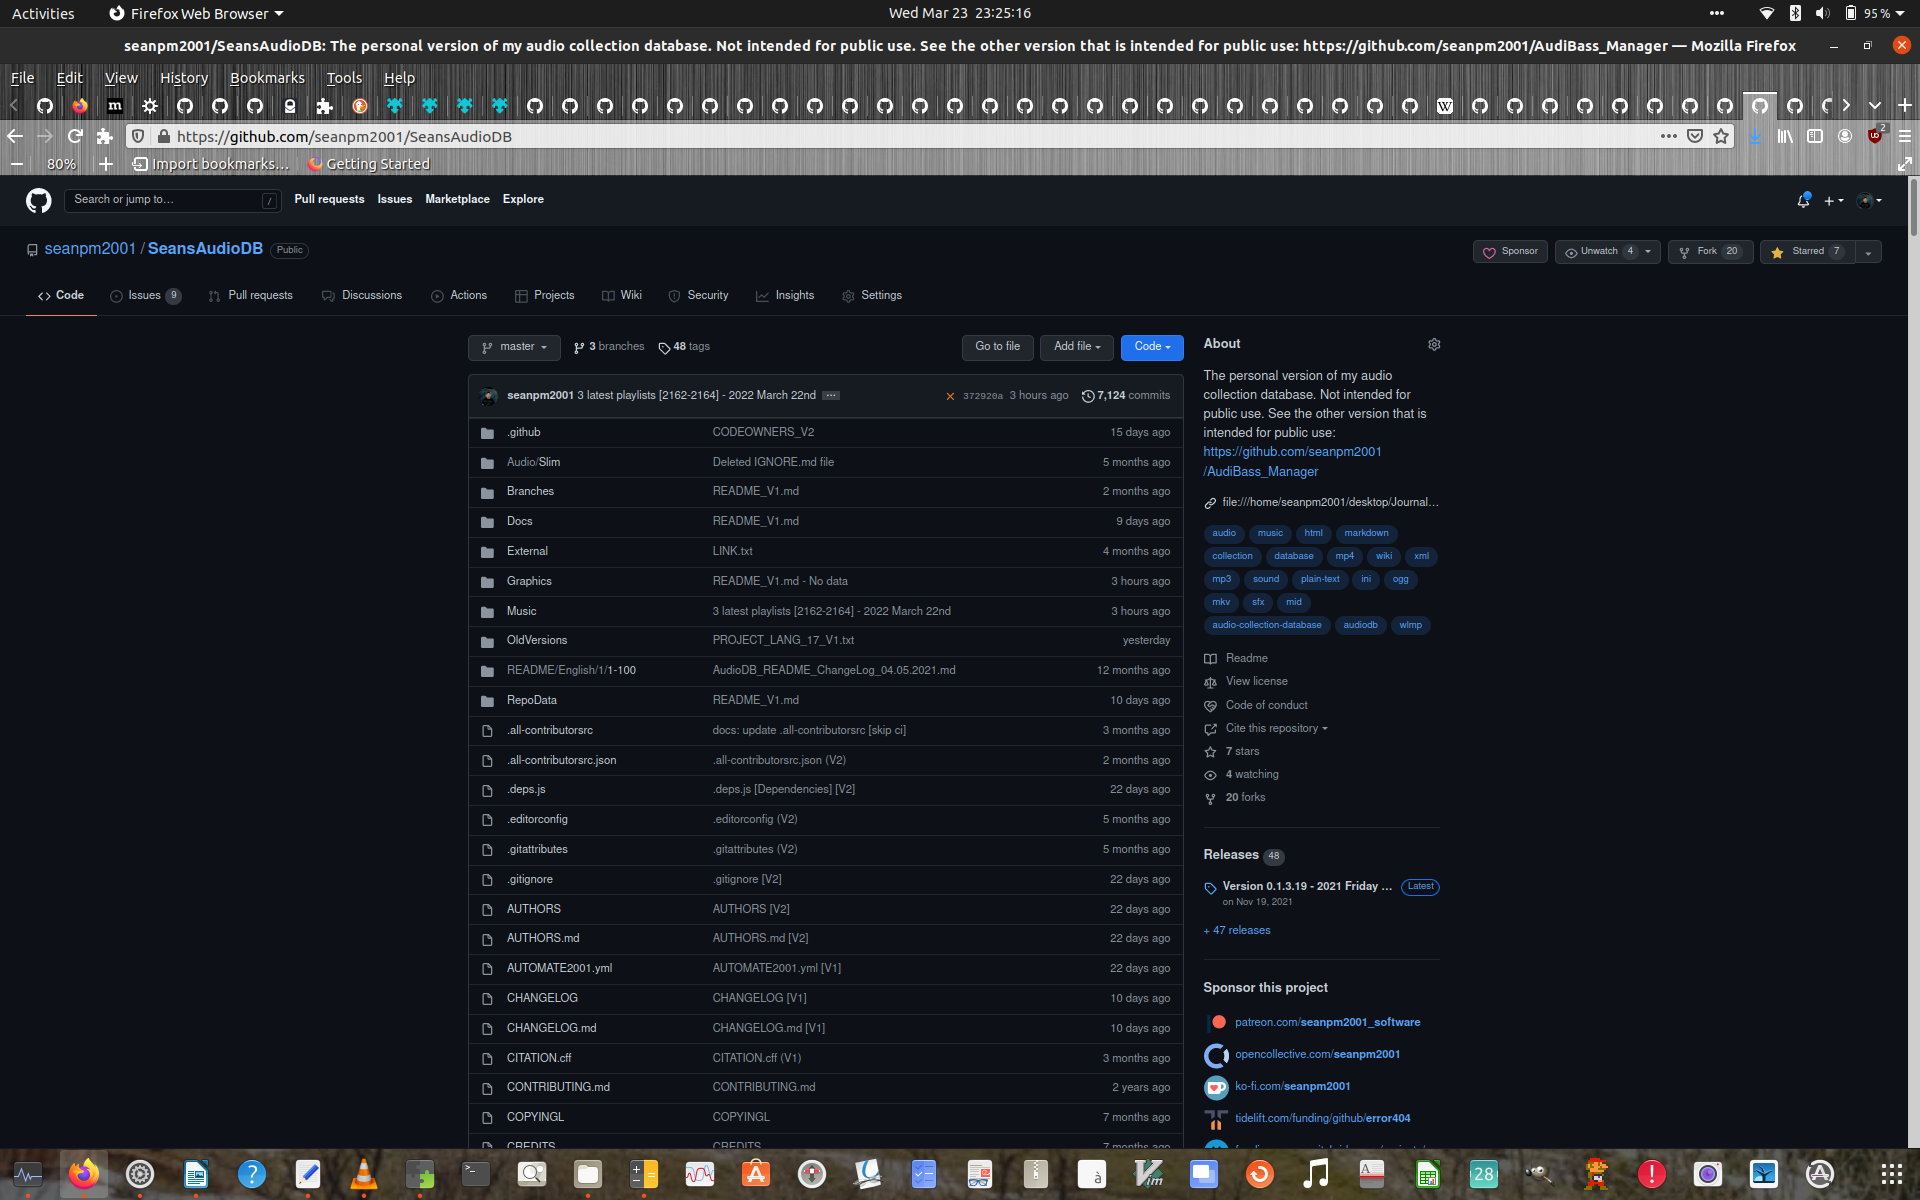 Activities
Firefox Web Browser
Wed Mar 23 23:25:16
95 %
seanpm2001/SeansAudioDB: The personal version of my audio collection database. Not intended for public use. See the other version that is intended for public use: https://github.com/seanpm2001/AudiBass_Manager — Mozilla Firefox
File Edit View History Bookmarks Tools Help
https://github.com/seanpm2001/SeansAudioDB
2
80%
Import bookmarks…
Getting Started
Search or jump to…
/
Pull requests Issues Marketplace Explore
seanpm2001 / SeansAudioDB Public
Sponsor
Unwatch 4
Fork 20
Starred 7
Code
Issues 9
Pull requests
Discussions
Actions
Projects
Wiki
Security
Insights
Settings
master
3 branches
48 tags
Go to file
Add file
Code
seanpm2001 3 latest playlists [2162-2164] - 2022 March 22nd
372920a 3 hours ago
7,124 commits
.github CODEOWNERS_V2 15 days ago
Audio/Slim Deleted IGNORE.md file 5 months ago
Branches README_V1.md 2 months ago
Docs README_V1.md 9 days ago
External LINK.txt 4 months ago
Graphics README_V1.md - No data 3 hours ago
Music 3 latest playlists [2162-2164] - 2022 March 22nd 3 hours ago
OldVersions PROJECT_LANG_17_V1.txt yesterday
README/English/1/1-100 AudioDB_README_ChangeLog_04.05.2021.md 12 months ago
RepoData README_V1.md 10 days ago
.all-contributorsrc docs: update .all-contributorsrc [skip ci] 3 months ago
.all-contributorsrc.json .all-contributorsrc.json (V2) 2 months ago
.deps.js .deps.js [Dependencies] [V2] 22 days ago
.editorconfig .editorconfig (V2) 5 months ago
.gitattributes .gitattributes (V2) 5 months ago
.gitignore .gitignore [V2] 22 days ago
AUTHORS AUTHORS [V2] 22 days ago
AUTHORS.md AUTHORS.md [V2] 22 days ago
AUTOMATE2001.yml AUTOMATE2001.yml [V1] 22 days ago
CHANGELOG CHANGELOG [V1] 10 days ago
CHANGELOG.md CHANGELOG.md [V1] 10 days ago
CITATION.cff CITATION.cff (V1) 3 months ago
CONTRIBUTING.md CONTRIBUTING.md 2 years ago
COPYINGL COPYINGL 7 months ago
CREDITS CREDITS 7 months ago
About
The personal version of my audio
collection database. Not intended for
public use. See the other version that is
intended for public use:
https://github.com/seanpm2001
/AudiBass_Manager
file:///home/seanpm2001/desktop/Journal…
audio music html markdown
collection database mp4 wiki xml
mp3 sound plain-text ini ogg
mkv sfx mid
audio-collection-database audiodb wlmp
Readme
View license
Code of conduct
Cite this repository
7 stars
4 watching
20 forks
Releases 48
Version 0.1.3.19 - 2021 Friday ... Latest
on Nov 19, 2021
+ 47 releases
Sponsor this project
patreon.com/seanpm2001_software
opencollective.com/seanpm2001
ko-fi.com/seanpm2001
tidelift.com/funding/github/error404
28